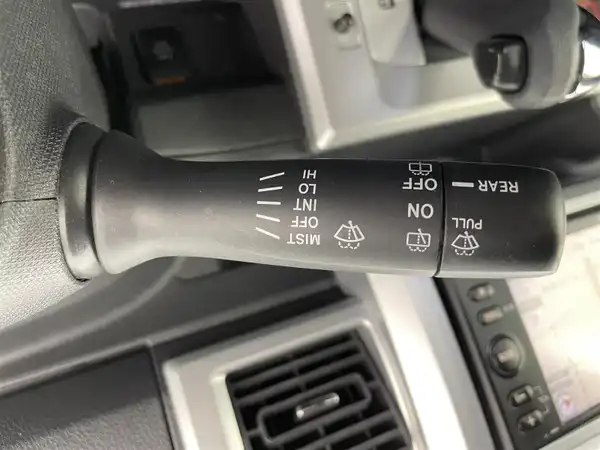 MIST
OFF
INT
LO
HI
ON
OFF
PULL
REAR